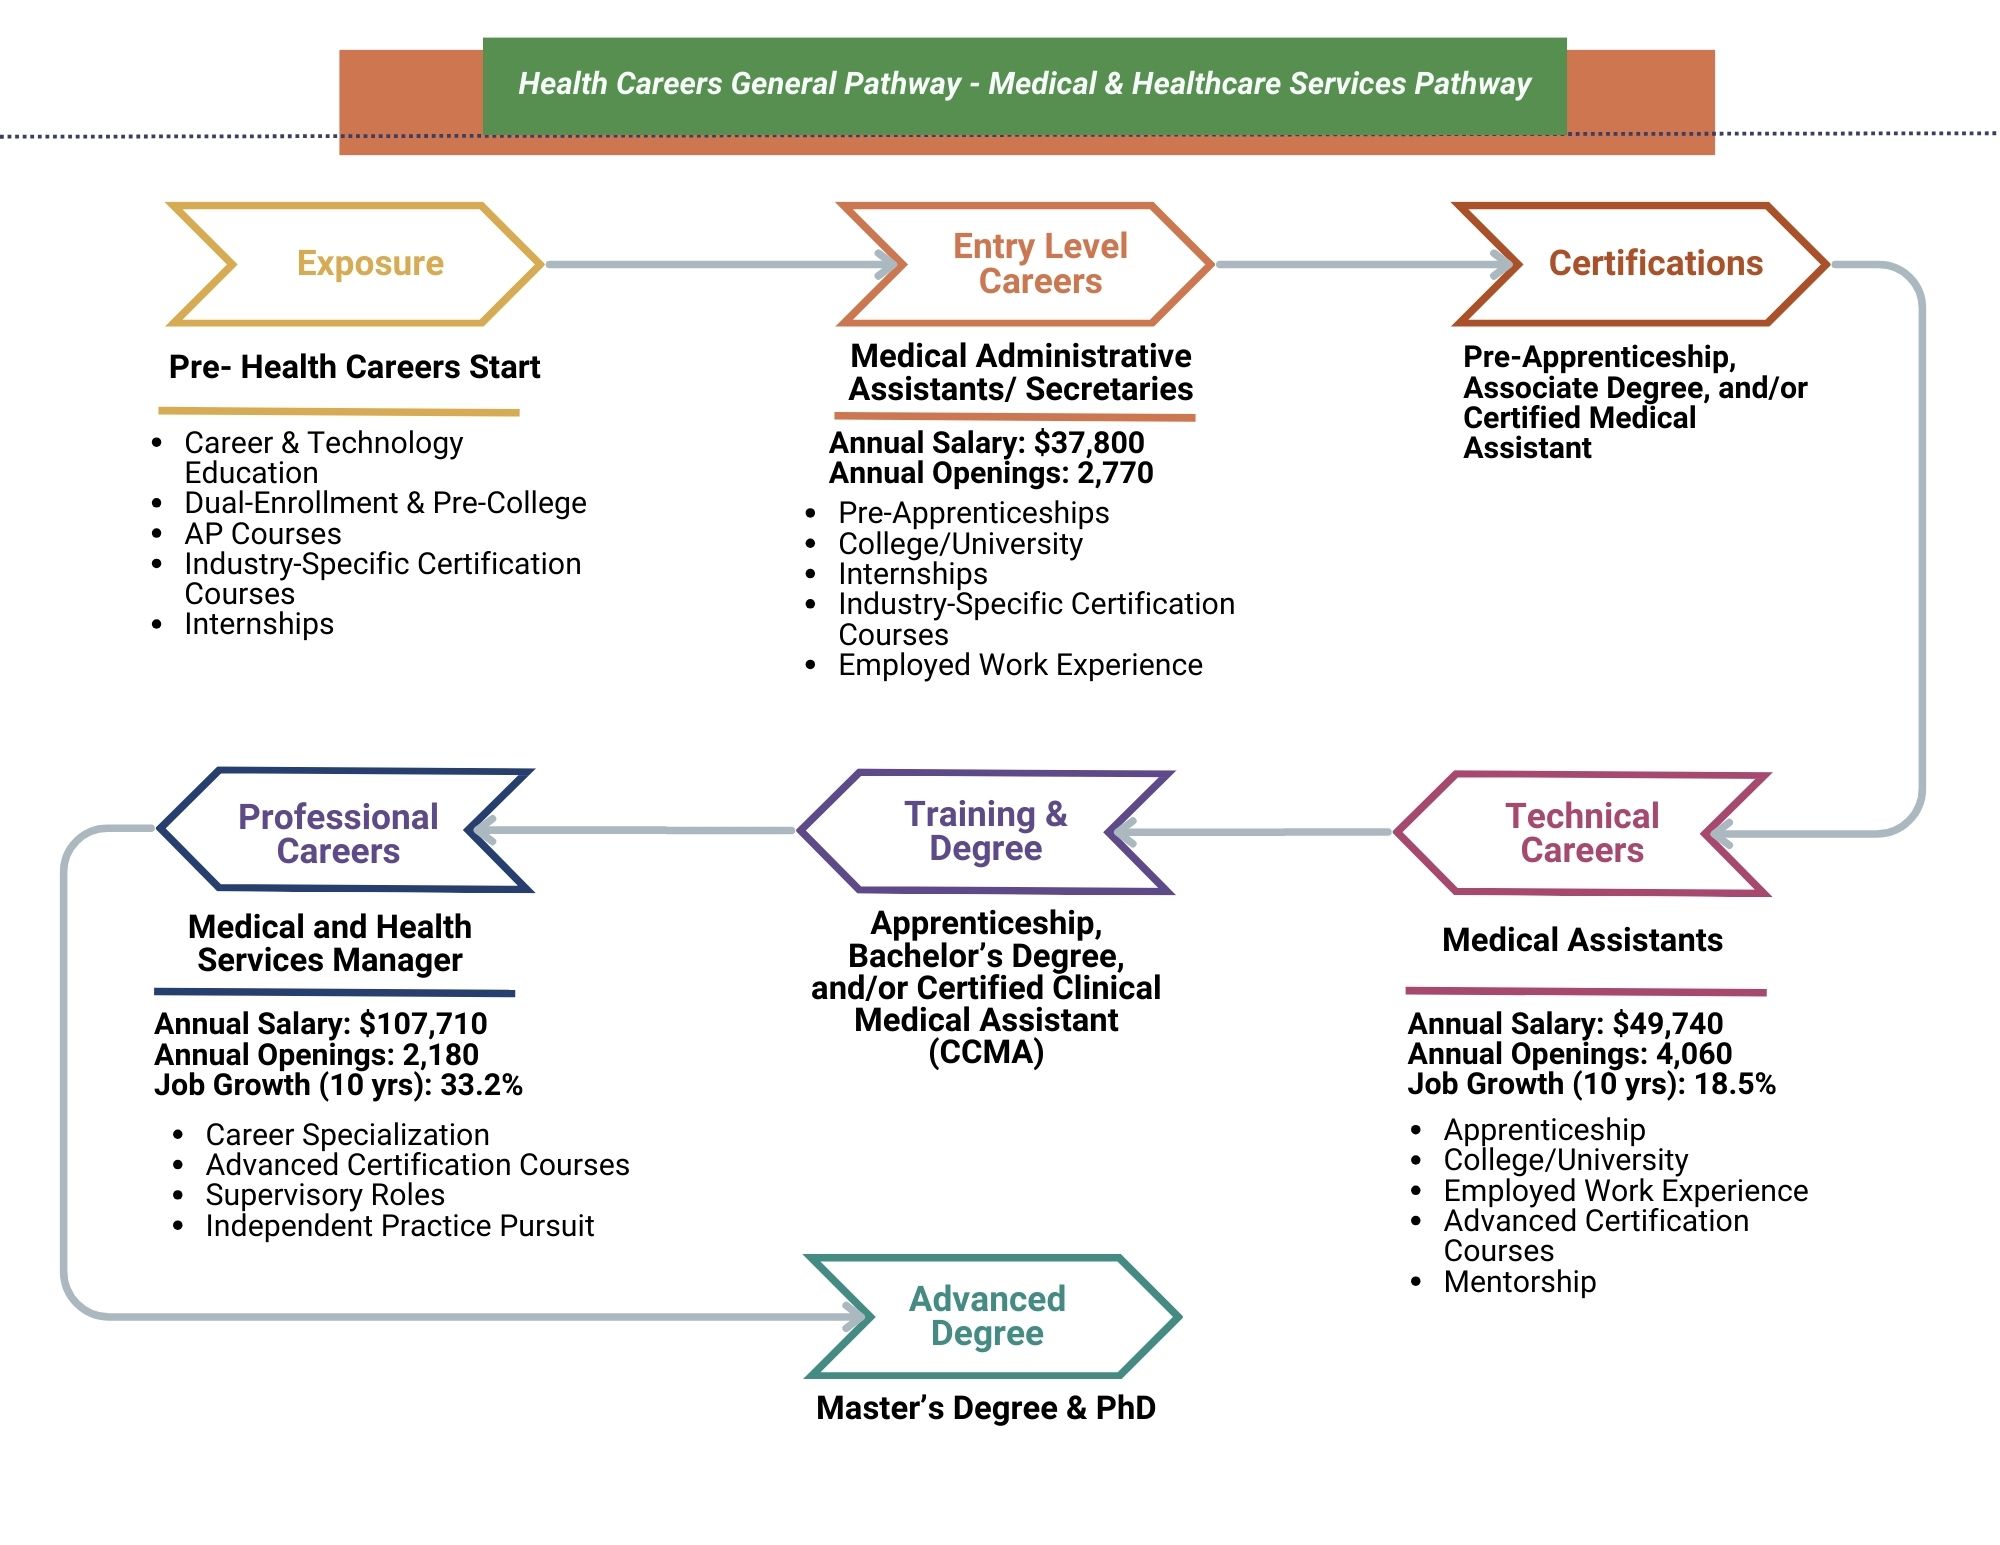 Health Careers General Pathway - Medical & Healthcare Services Pathway
Exposure
Pre- Health Careers Start
• Career & Technology
Education
• Dual-Enrollment & Pre-College
• AP Courses
• Industry-Specific Certification
Courses
• Internships
Entry Level
Careers
Medical Administrative
Assistants/ Secretaries
Annual Salary: $37,800
Annual Openings: 2,770
• Pre-Apprenticeships
• College/University
• Internships
• Industry-Specific Certification
Courses
• Employed Work Experience
Certifications
Pre-Apprenticeship,
Associate Degree, and/or
Certified Medical
Assistant
Technical
Careers
Medical Assistants
Annual Salary: $49,740
Annual Openings: 4,060
Job Growth (10 yrs): 18.5%
• Apprenticeship
• College/University
• Employed Work Experience
• Advanced Certification
Courses
• Mentorship
Training &
Degree
Apprenticeship,
Bachelor’s Degree,
and/or Certified Clinical
Medical Assistant
(CCMA)
Professional
Careers
Medical and Health
Services Manager
Annual Salary: $107,710
Annual Openings: 2,180
Job Growth (10 yrs): 33.2%
• Career Specialization
• Advanced Certification Courses
• Supervisory Roles
• Independent Practice Pursuit
Advanced
Degree
Master’s Degree & PhD